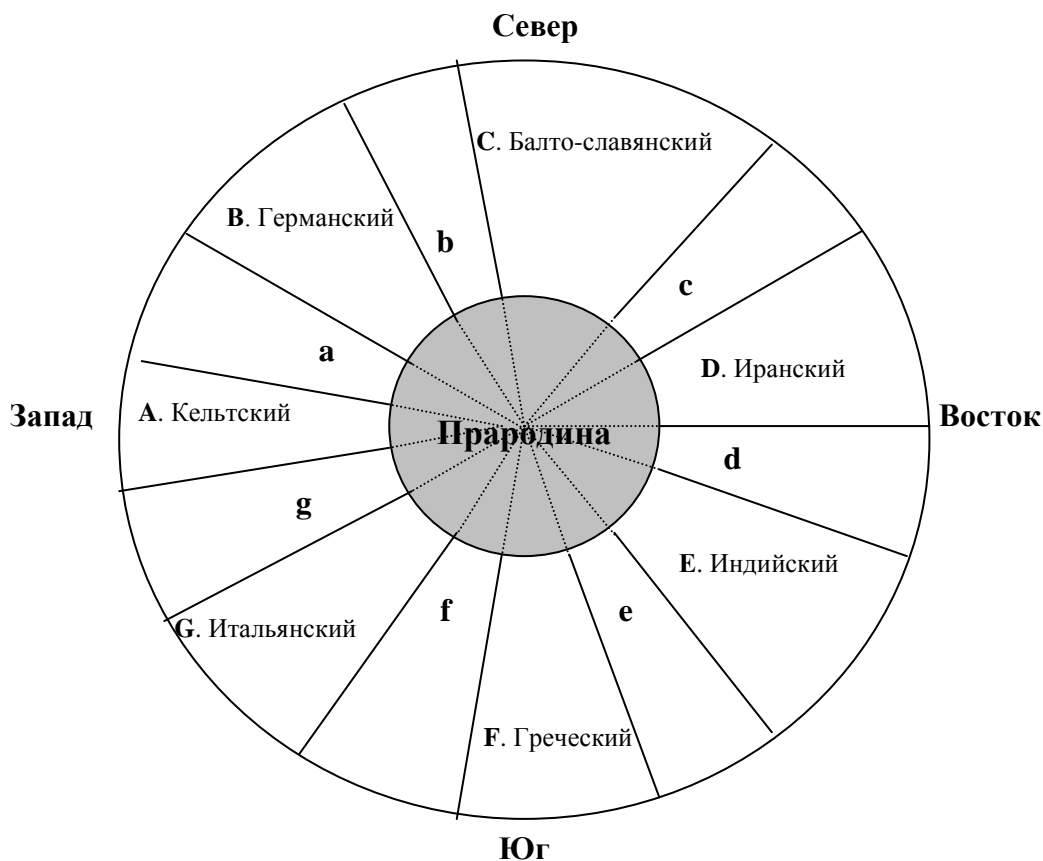 Север
C. Балто-славянский
B. Германский
b
c
a
D. Иранский
Запад
A. Кельтский
Прародина
Восток
d
g
E. Индийский
f
e
G. Итальянский
F. Греческий
Юг